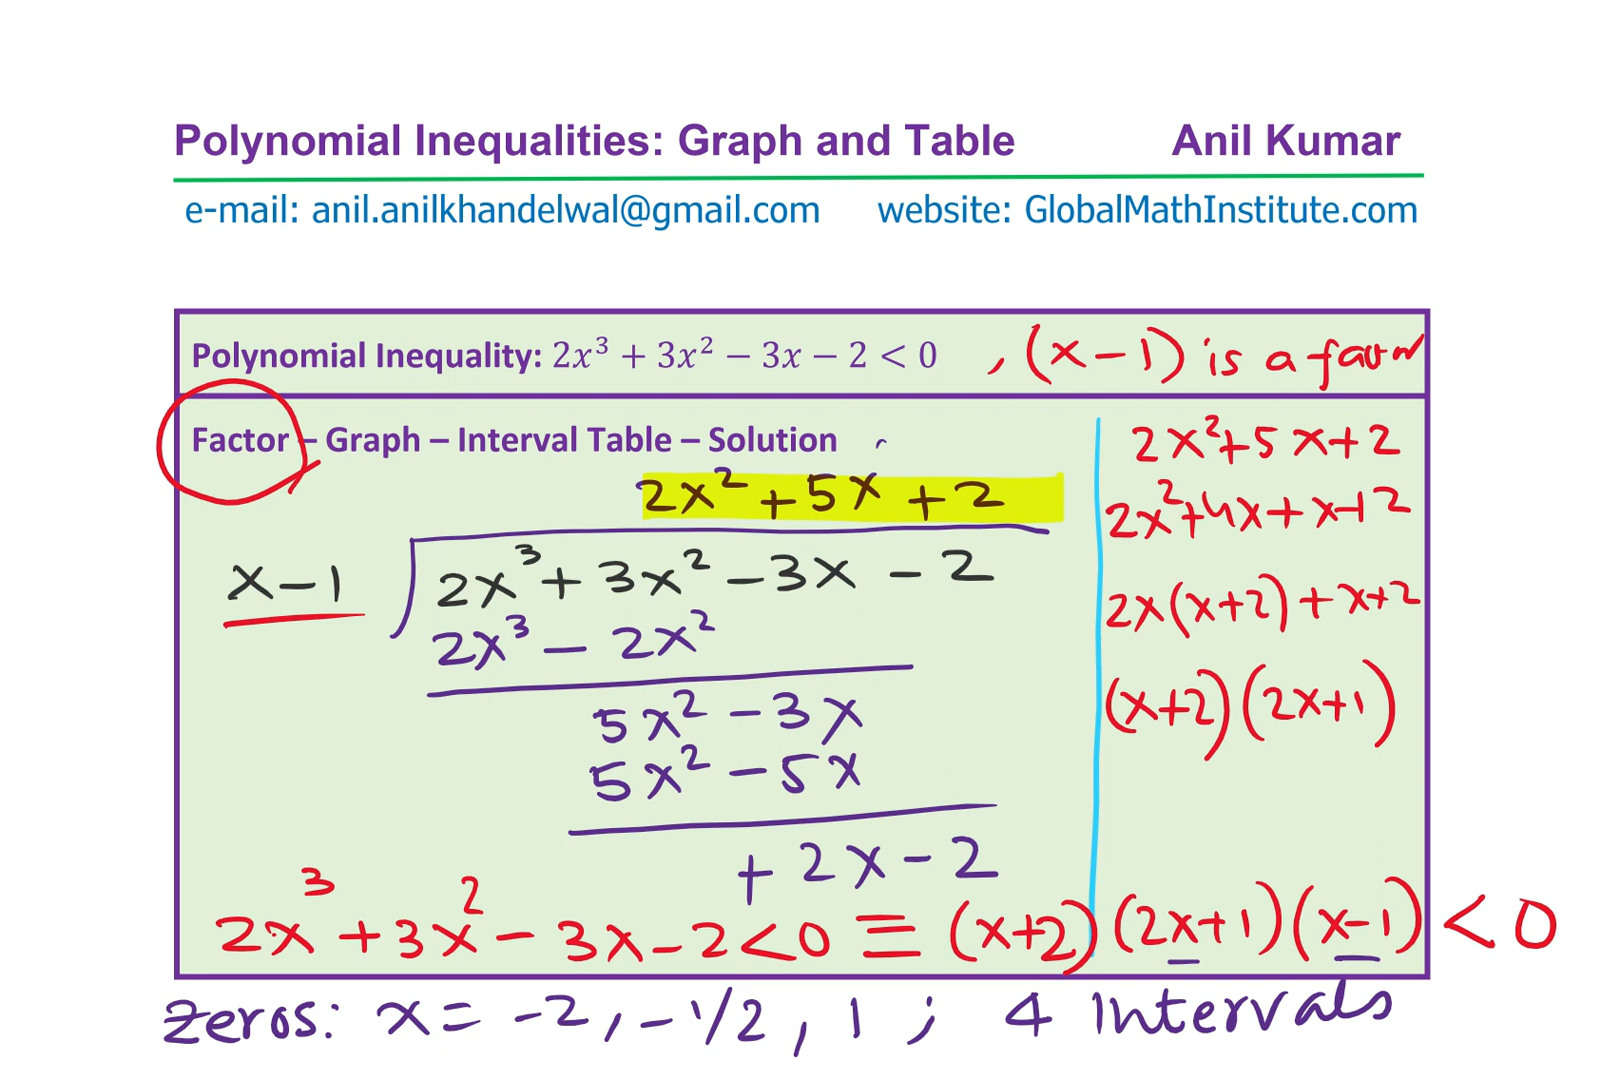 Polynomial Inequalities: Graph and Table Anil Kumar
e-mail: anil.anilkhandelwal@gmail.com website: GlobalMathInstitute.com
Polynomial Inequality: 2x³ + 3x² − 3x − 2 < 0 , (x−1) is a factor
Factor – Graph – Interval Table – Solution
2x² + 5x + 2
x−1
2x³ + 3x² − 3x − 2
2x³ − 2x²
5x² − 3x
5x² − 5x
+ 2x − 2
2x²+5x+2
2x²+4x+x+2
2x(x+2)+x+2
(x+2)(2x+1)
2x³ + 3x² − 3x − 2 < 0 ≡ (x+2)(2x+1)(x−1) < 0
Zeros: x = −2, −1/2, 1 ; 4 Intervals